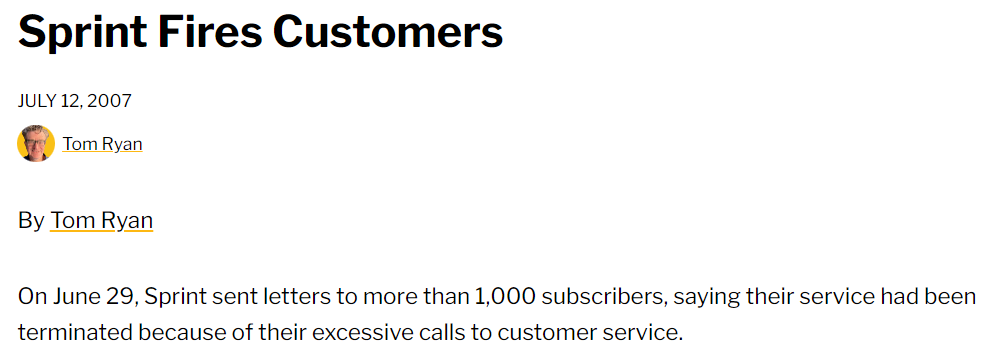 Sprint Fires Customers
JULY 12, 2007
Tom Ryan
By Tom Ryan
On June 29, Sprint sent letters to more than 1,000 subscribers, saying their service had been
terminated because of their excessive calls to customer service.